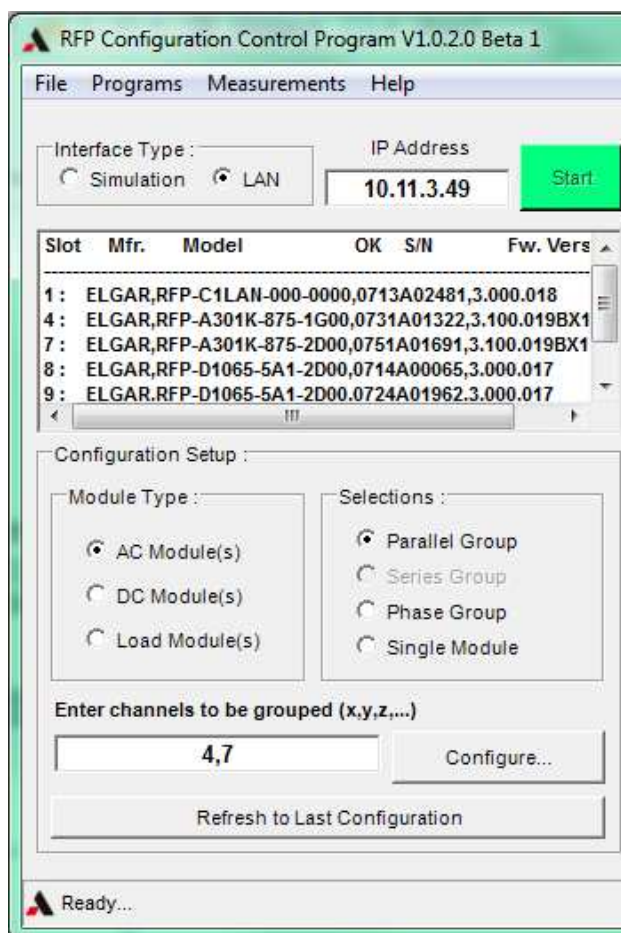 RFP Configuration Control Program V1.0.2.0 Beta 1
File Programs Measurements Help
Interface Type :
IP Address
Simulation LAN
10.11.3.49
Start
Slot Mfr. Model OK S/N Fw. Vers
--------------------------------------------------------------------------------
1 : ELGAR,RFP-C1LAN-000-0000,0713A02481,3.000.018
4 : ELGAR,RFP-A301K-875-1G00,0731A01322,3.100.019BX1
7 : ELGAR,RFP-A301K-875-2D00,0751A01691,3.100.019BX1
8 : ELGAR,RFP-D1065-5A1-2D00,0714A00065,3.000.017
9 : ELGAR.RFP-D1065-5A1-2D00.0724A01962.3.000.017
Configuration Setup :
Module Type :
AC Module(s)
DC Module(s)
Load Module(s)
Selections :
Parallel Group
Series Group
Phase Group
Single Module
Enter channels to be grouped (x,y,z,...)
4,7
Configure...
Refresh to Last Configuration
Ready...